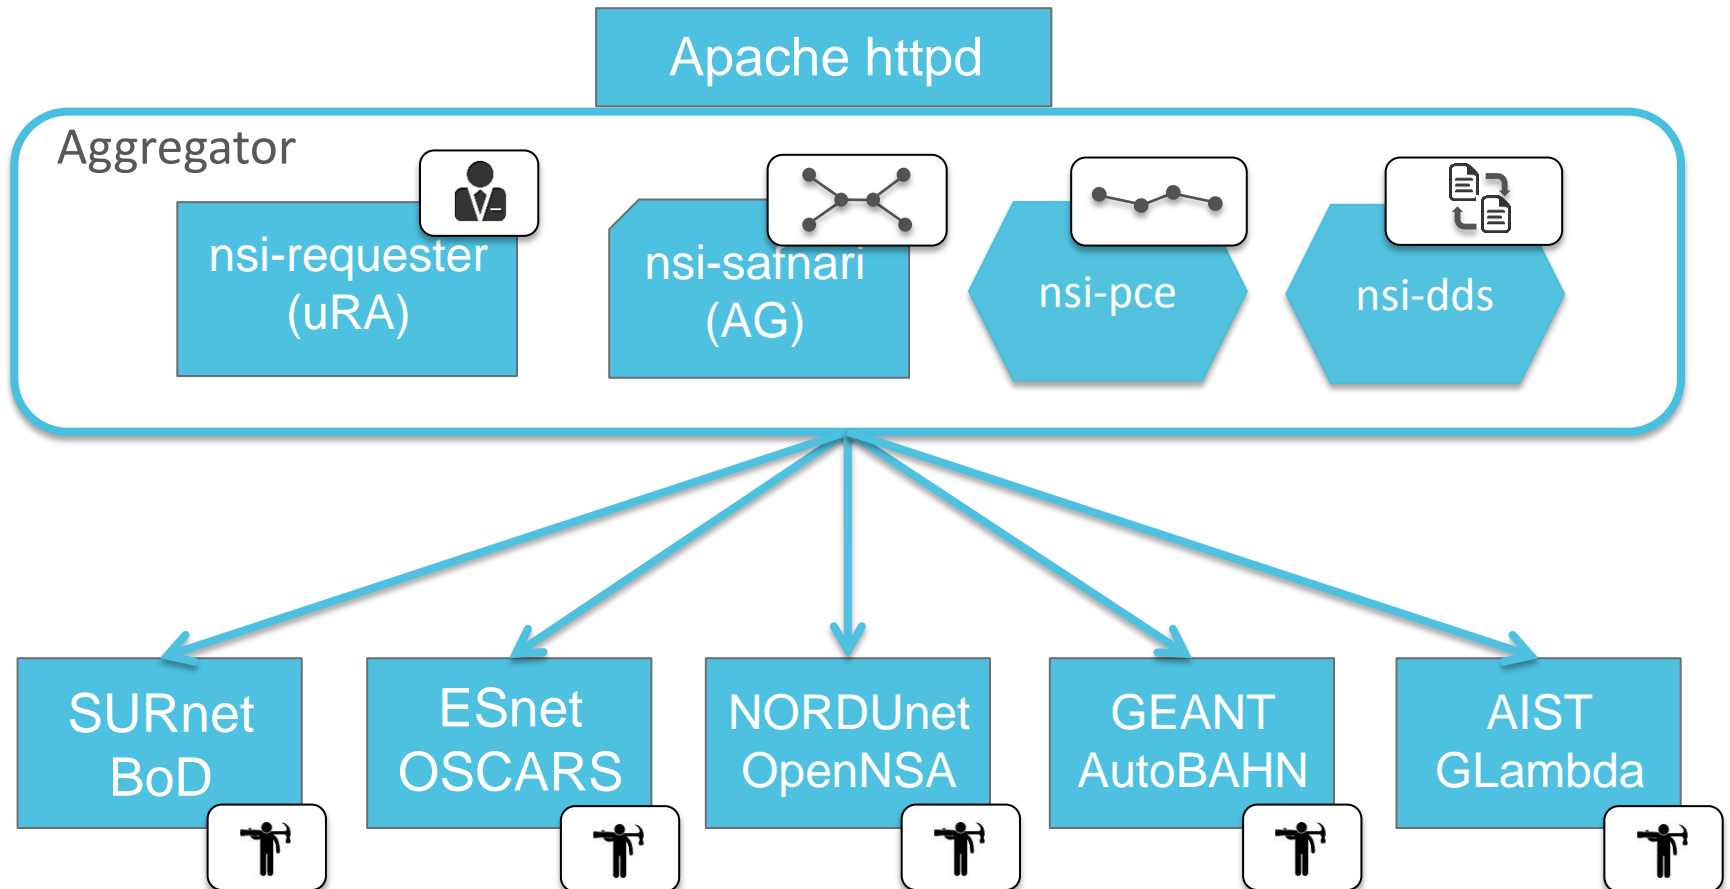 Apache httpd
Aggregator
nsi-requester
(uRA)
nsi-safnari
(AG)
nsi-pce
nsi-dds
SURnet
BoD
ESnet
OSCARS
NORDUnet
OpenNSA
GEANT
AutoBAHN
AIST
GLambda